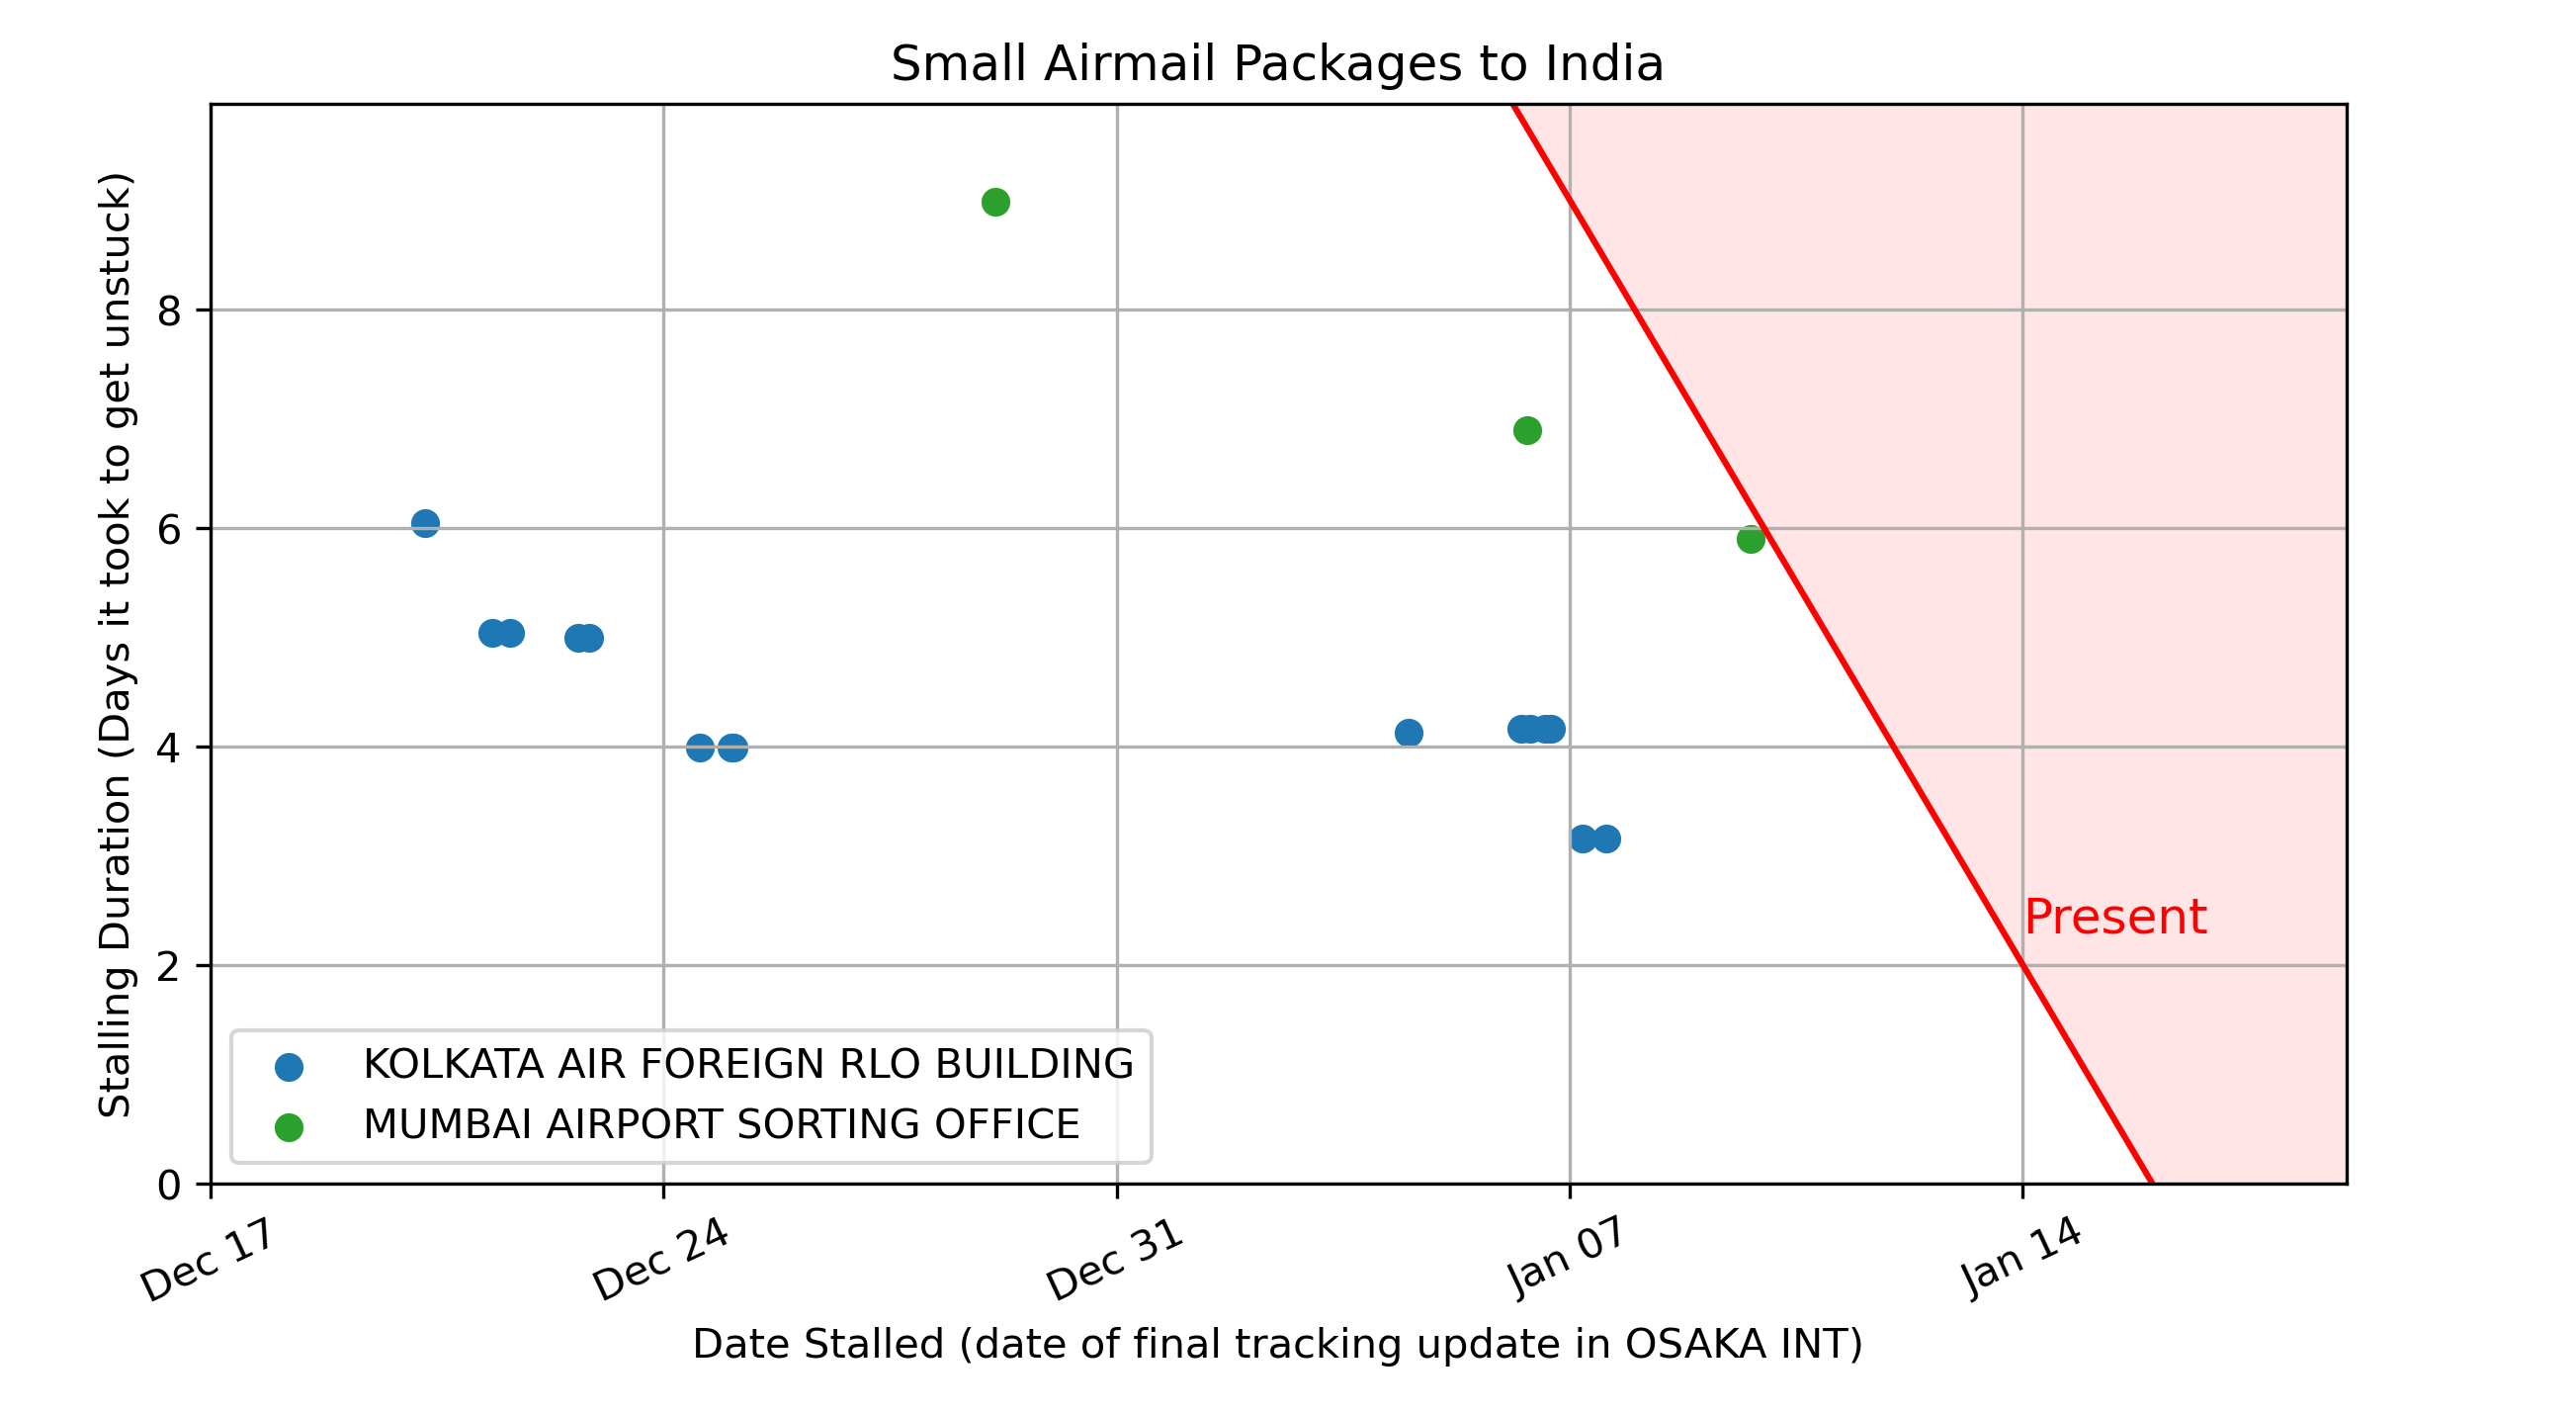 Small Airmail Packages to India
Stalling Duration (Days it took to get unstuck)
8
6
4
2
0
Present
KOLKATA AIR FOREIGN RLO BUILDING
MUMBAI AIRPORT SORTING OFFICE
Dec 17
Dec 24
Dec 31
Jan 07
Jan 14
Date Stalled (date of final tracking update in OSAKA INT)